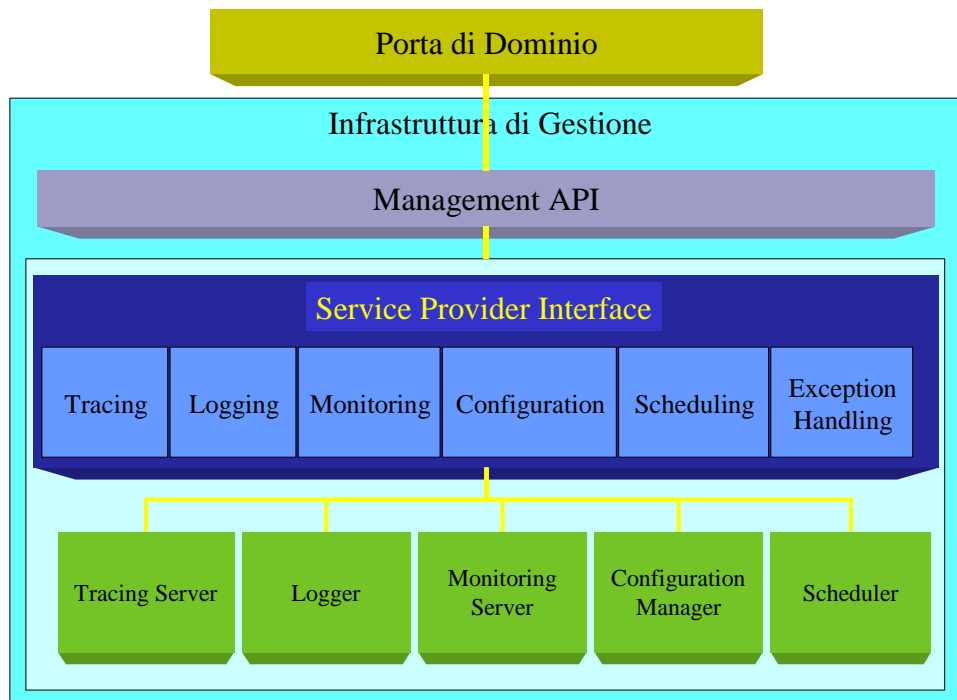 Porta di Dominio
Infrastruttura di Gestione
Management API
Service Provider Interface
Tracing
Logging
Monitoring
Configuration
Scheduling
Exception
Handling
Tracing Server
Logger
Monitoring
Server
Configuration
Manager
Scheduler